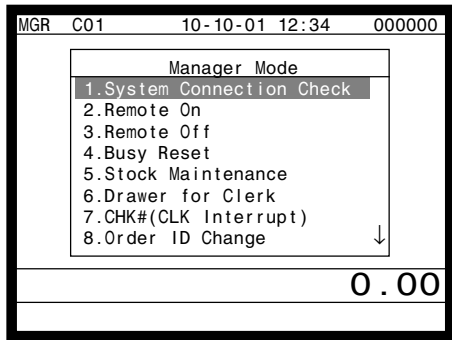 MGR C01 10-10-01 12:34 000000
Manager Mode
1.System Connection Check
2.Remote On
3.Remote Off
4.Busy Reset
5.Stock Maintenance
6.Drawer for Clerk
7.CHK#(CLK Interrupt)
8.Order ID Change ↓
0.00